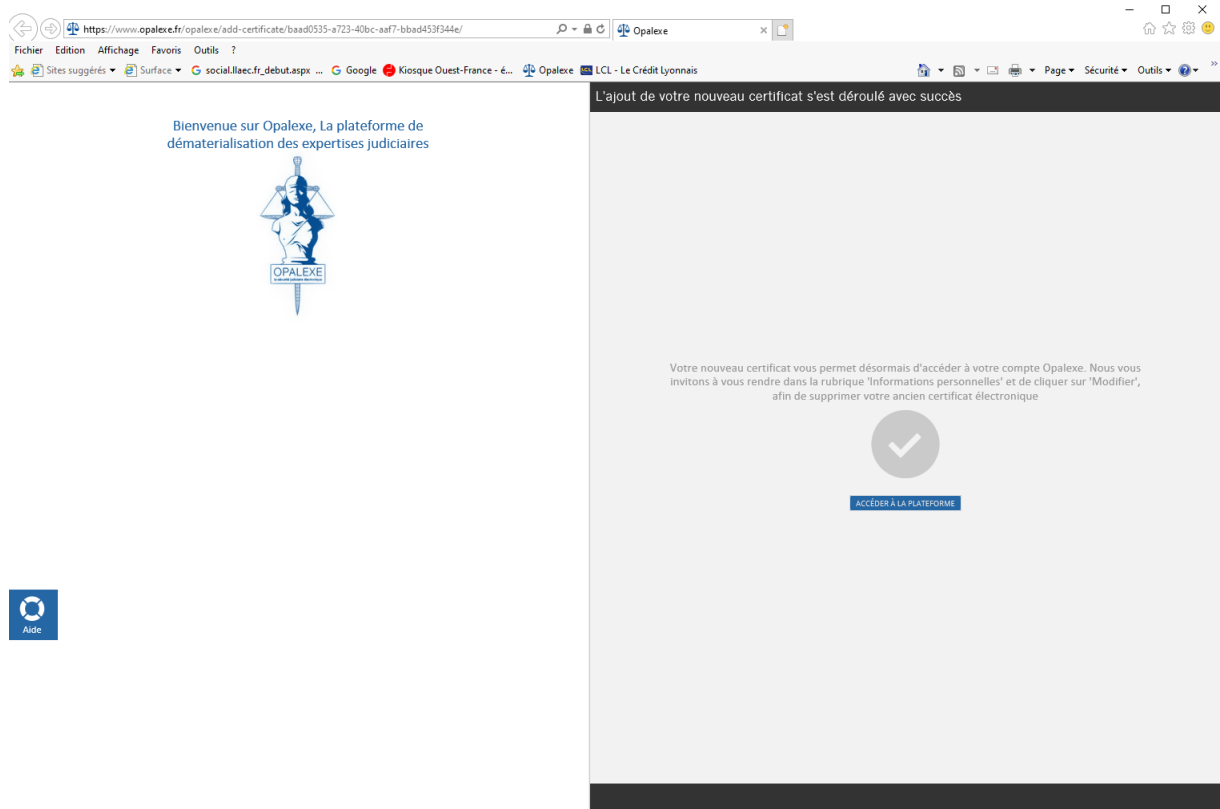 https://www.opalexe.fr/opalexe/add-certificate/baad0535-a723-40bc-aaf7-bbad453f344e/
Opalexe
Fichier Edition Affichage Favoris Outils ?
Sites suggérés Surface social.llaec.fr_debut.aspx ... Google Kiosque Ouest-France - é... Opalexe LCL - Le Crédit Lyonnais Page Sécurité Outils
L'ajout de votre nouveau certificat s'est déroulé avec succès
Bienvenue sur Opalexe, La plateforme de
dématerialisation des expertises judiciaires
OPALEXE
Votre nouveau certificat vous permet désormais d'accéder à votre compte Opalexe. Nous vous
invitons à vous rendre dans la rubrique 'Informations personnelles' et de cliquer sur 'Modifier',
afin de supprimer votre ancien certificat électronique
ACCÉDER À LA PLATEFORME
Aide